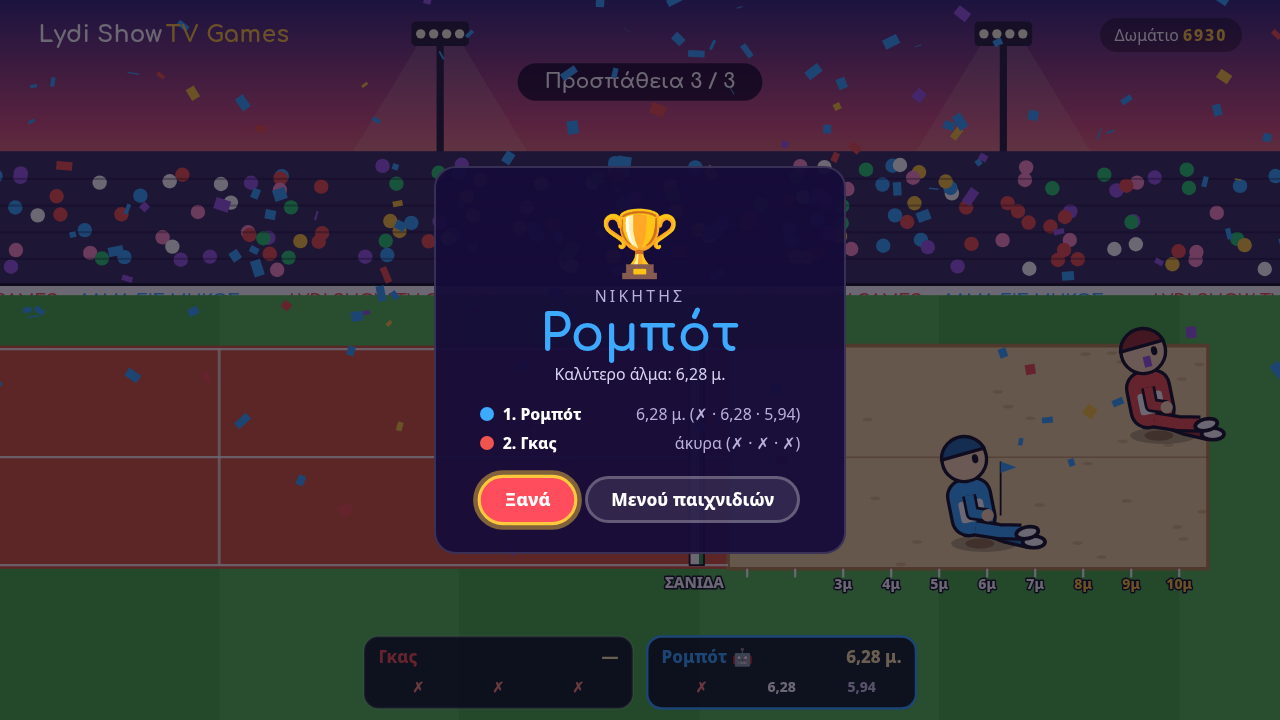 Lydi Show TV Games
Δωμάτιο 6930
Προσπάθεια 3 / 3
ΝΙΚΗΤΗΣ
Ρομπότ
Καλύτερο άλμα: 6,28 μ.
1. Ρομπότ 6,28 μ. (✗ · 6,28 · 5,94)
2. Γκας άκυρα (✗ · ✗ · ✗)
Ξανά Μενού παιχνιδιών
ΣΑΝΙΔΑ 3μ 4μ 5μ 6μ 7μ 8μ 9μ 10μ
Γκας —
✗ ✗ ✗
Ρομπότ 6,28 μ.
✗ 6,28 5,94